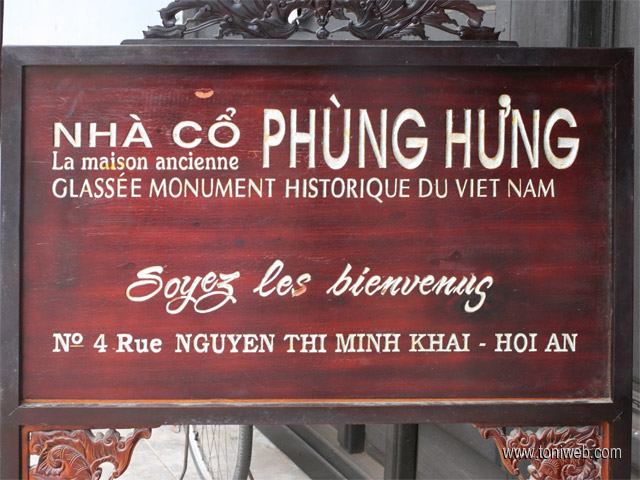 NHÀ CỔ PHÙNG HƯNG
La maison ancienne
GLASSÉE MONUMENT HISTORIQUE DU VIET NAM
Soyez les bienvenus
Nº 4 Rue NGUYEN THI MINH KHAI - HOI AN
www.toniweb.com